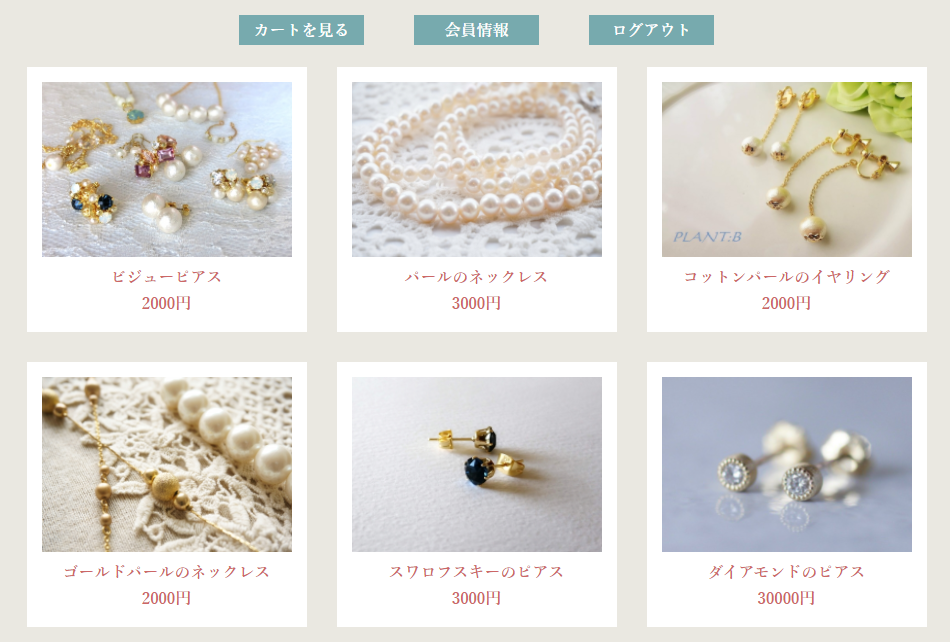 カートを見る
会員情報
ログアウト
ビジューピアス
2000円
パールのネックレス
3000円
PLANT:B
コットンパールのイヤリング
2000円
ゴールドパールのネックレス
2000円
スワロフスキーのピアス
3000円
ダイアモンドのピアス
30000円